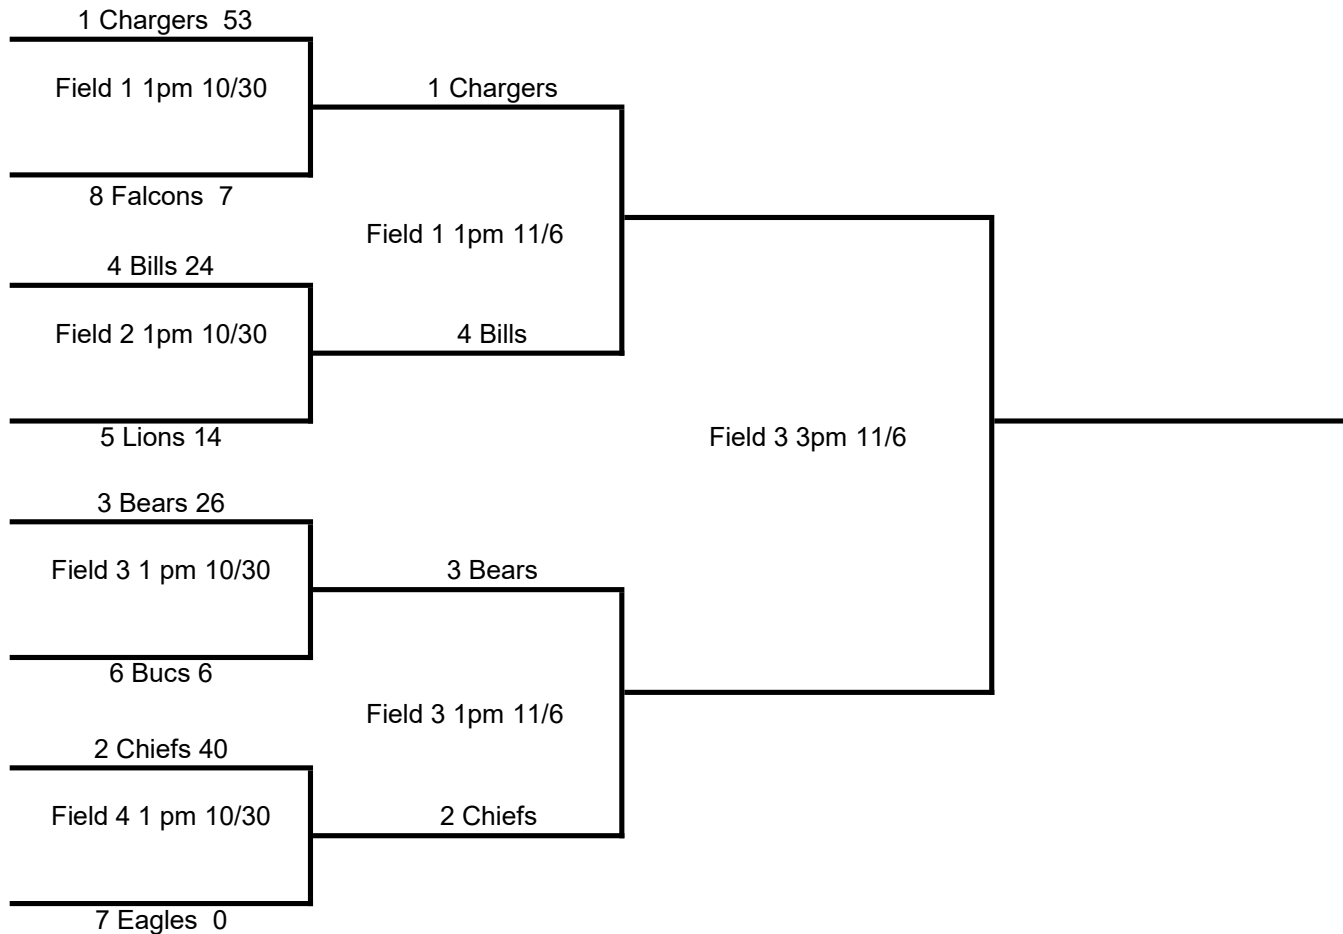 1 Chargers  53
Field 1 1pm 10/30
1 Chargers
8 Falcons  7
Field 1 1pm 11/6
4 Bills 24
Field 2 1pm 10/30
4 Bills
5 Lions 14
Field 3 3pm 11/6
3 Bears 26
Field 3 1 pm 10/30
3 Bears
6 Bucs 6
Field 3 1pm 11/6
2 Chiefs 40
Field 4 1 pm 10/30
2 Chiefs
7 Eagles  0